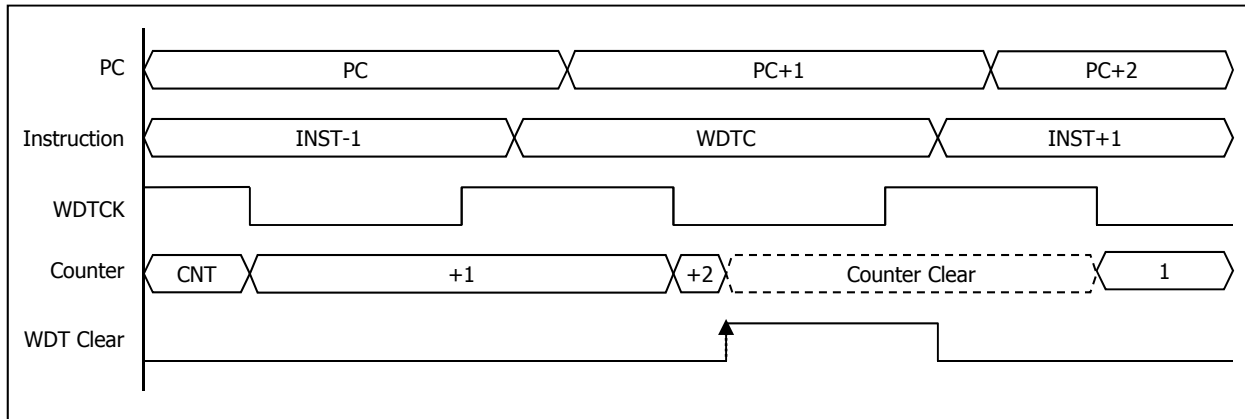 PC PC PC+1 PC+2
Instruction INST-1 WDTC INST+1
WDTCK
Counter CNT +1 +2 Counter Clear 1
WDT Clear